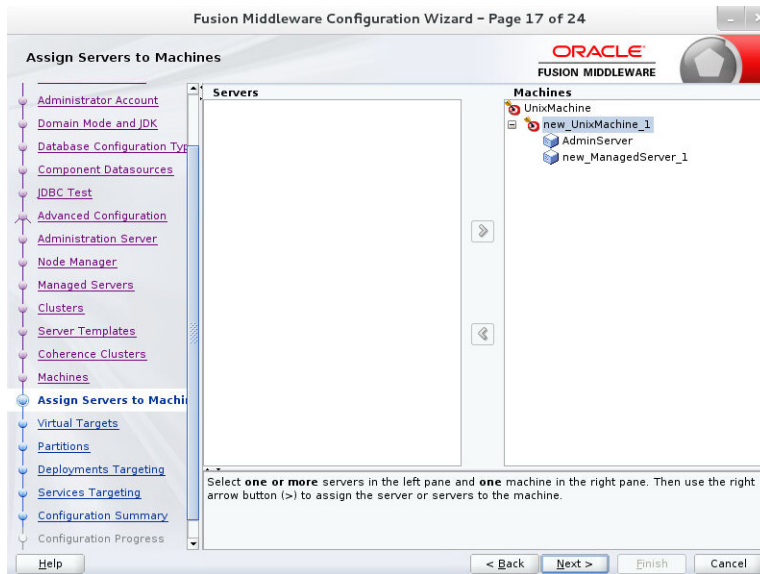 Fusion Middleware Configuration Wizard – Page 17 of 24
Assign Servers to Machines
ORACLE
FUSION MIDDLEWARE
Administrator Account
Domain Mode and JDK
Database Configuration Typ
Component Datasources
JDBC Test
Advanced Configuration
Administration Server
Node Manager
Managed Servers
Clusters
Server Templates
Coherence Clusters
Machines
Assign Servers to Machi
Virtual Targets
Partitions
Deployments Targeting
Services Targeting
Configuration Summary
Configuration Progress
Servers
Machines
UnixMachine
new_UnixMachine_1
AdminServer
new_ManagedServer_1
Select one or more servers in the left pane and one machine in the right pane. Then use the right
arrow button (>) to assign the server or servers to the machine.
Help
< Back
Next >
Finish
Cancel